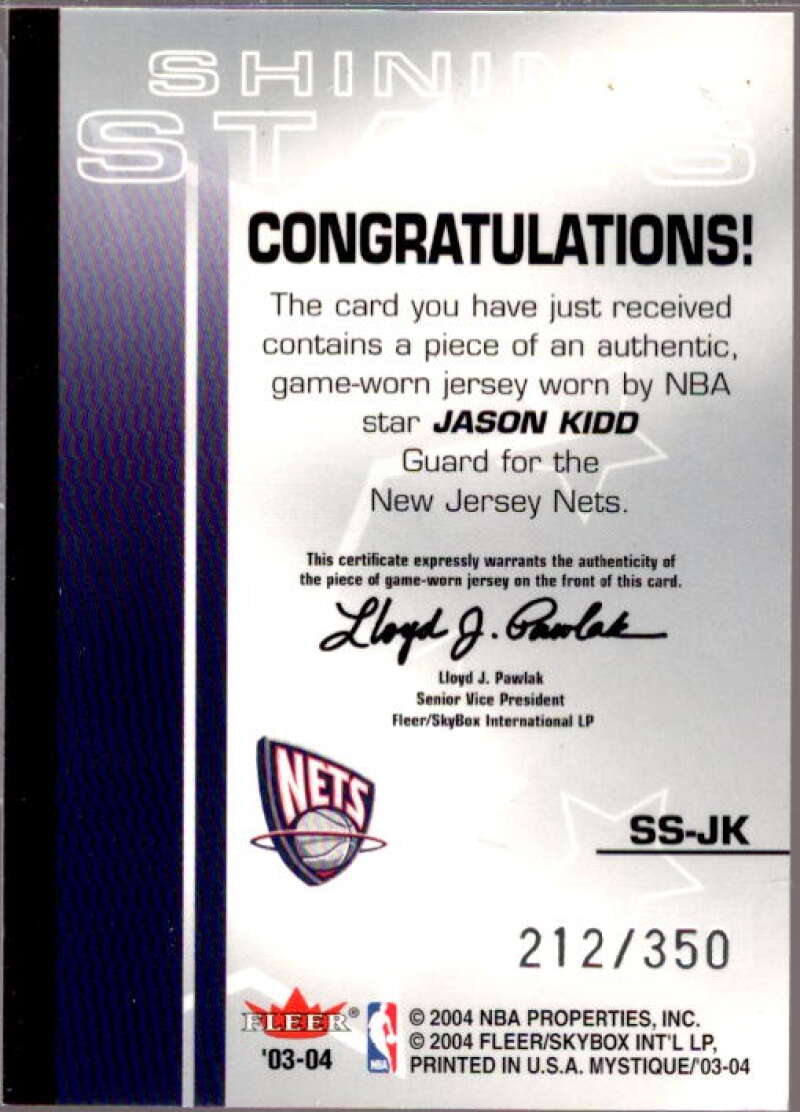 SHINING
STARS
CONGRATULATIONS!
The card you have just received
contains a piece of an authentic,
game-worn jersey worn by NBA
star JASON KIDD
Guard for the
New Jersey Nets.
This certificate expressly warrants the authenticity of
the piece of game-worn jersey on the front of this card.
Lloyd J. Pawlak
Lloyd J. Pawlak
Senior Vice President
Fleer/SkyBox International LP
NETS
SS-JK
212/350
FLEER®
'03-04
NBA
© 2004 NBA PROPERTIES, INC.
© 2004 FLEER/SKYBOX INT'L LP,
PRINTED IN U.S.A. MYSTIQUE/'03-04